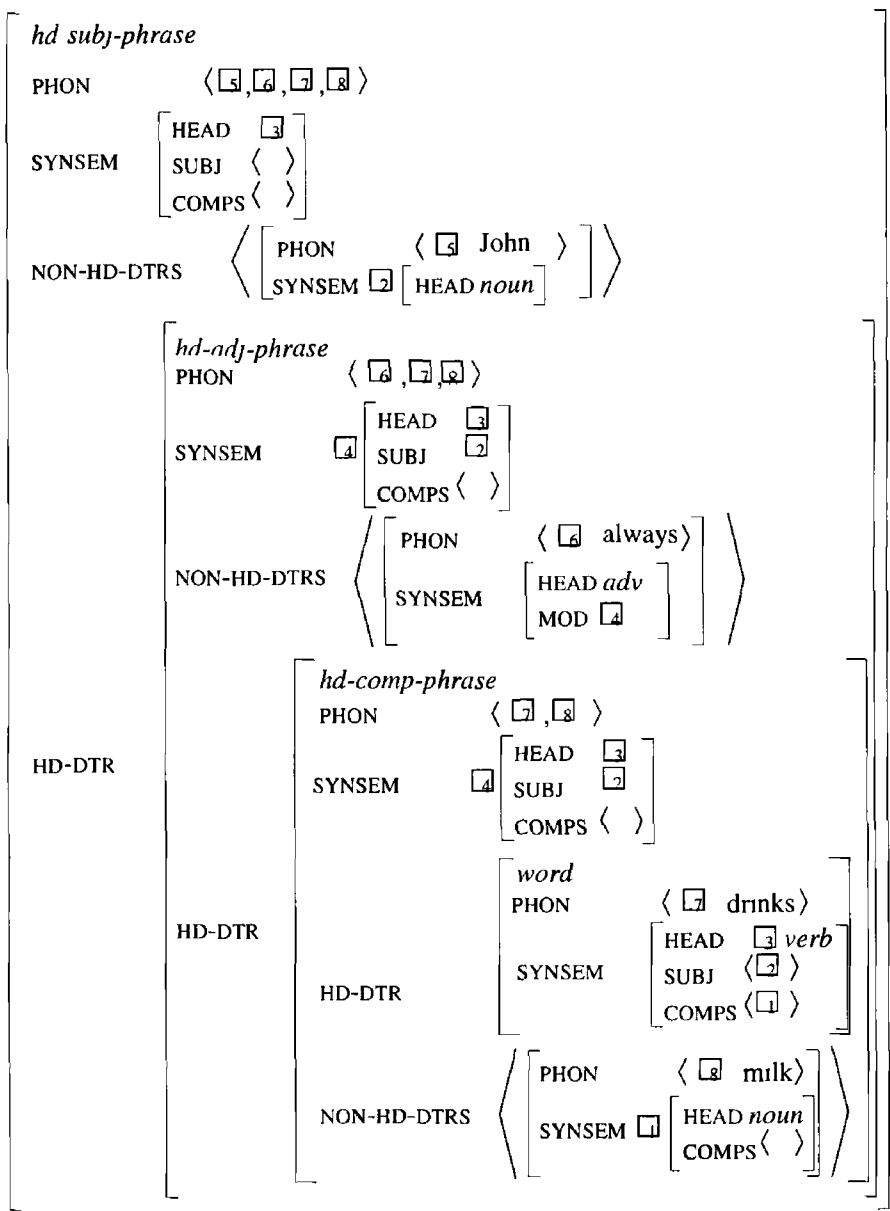 hd subj-phrase
PHON ⟨ 5 , 6 , 7 , 8 ⟩
HEAD 3
SYNSEM SUBJ ⟨ ⟩
COMPS ⟨ ⟩
PHON ⟨ 5 John ⟩
NON-HD-DTRS
SYNSEM 2 HEAD noun
hd-adj-phrase
PHON ⟨ 6 , 7 , 8 ⟩
HEAD 3
SYNSEM 4 SUBJ 2
COMPS ⟨ ⟩
PHON ⟨ 6 always⟩
NON-HD-DTRS
HEAD adv
SYNSEM
MOD 4
hd-comp-phrase
PHON ⟨ 7 , 8 ⟩
HEAD 3
HD-DTR
SYNSEM 4 SUBJ 2
COMPS ⟨ ⟩
word
PHON ⟨ 7 drinks⟩
HD-DTR
HEAD 3 verb
SYNSEM SUBJ ⟨ 2 ⟩
HD-DTR
COMPS ⟨ 1 ⟩
PHON ⟨ 8 milk⟩
NON-HD-DTRS
HEAD noun
SYNSEM 1
COMPS ⟨ ⟩